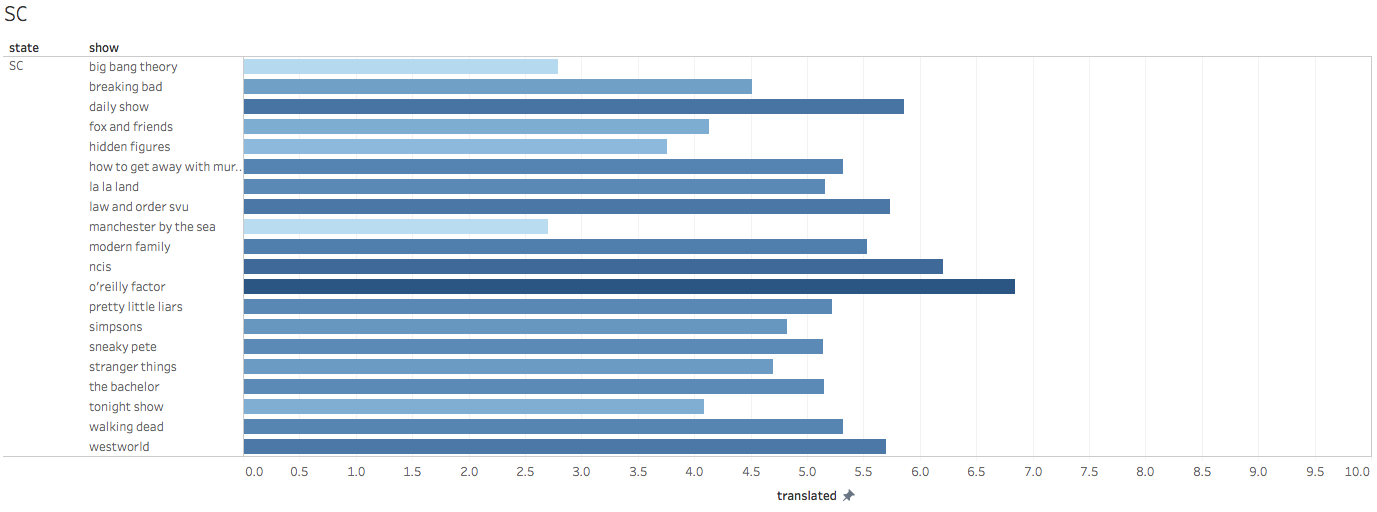 SC
state show
SC big bang theory
breaking bad
daily show
fox and friends
hidden figures
how to get away with mur..
la la land
law and order svu
manchester by the sea
modern family
ncis
o'reilly factor
pretty little liars
simpsons
sneaky pete
stranger things
the bachelor
tonight show
walking dead
westworld
0.0 0.5 1.0 1.5 2.0 2.5 3.0 3.5 4.0 4.5 5.0 5.5 6.0 6.5 7.0 7.5 8.0 8.5 9.0 9.5 10.0
translated